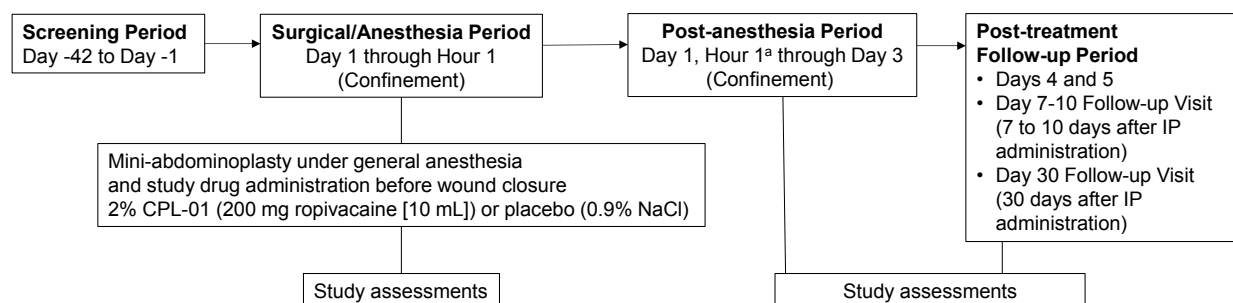 Screening Period
Day -42 to Day -1
Surgical/Anesthesia Period
Day 1 through Hour 1
(Confinement)
Post-anesthesia Period
Day 1, Hour 1ᵃ through Day 3
(Confinement)
Post-treatment
Follow-up Period
• Days 4 and 5
• Day 7-10 Follow-up Visit
(7 to 10 days after IP
administration)
• Day 30 Follow-up Visit
(30 days after IP
administration)
Mini-abdominoplasty under general anesthesia
and study drug administration before wound closure
2% CPL-01 (200 mg ropivacaine [10 mL]) or placebo (0.9% NaCl)
Study assessments
Study assessments